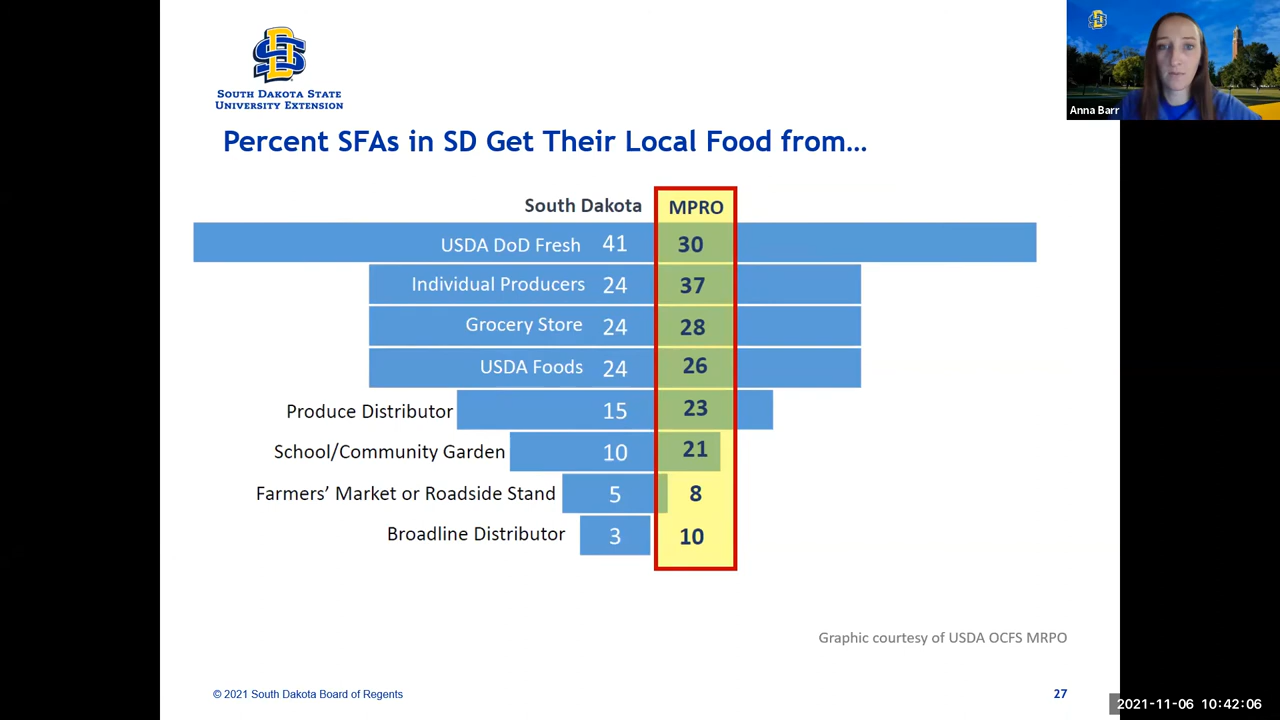 SOUTH DAKOTA STATE
UNIVERSITY EXTENSION
Anna Barr
Percent SFAs in SD Get Their Local Food from…
South Dakota MPRO
USDA DoD Fresh 41 30
Individual Producers 24 37
Grocery Store 24 28
USDA Foods 24 26
Produce Distributor 15 23
School/Community Garden 10 21
Farmers’ Market or Roadside Stand 5 8
Broadline Distributor 3 10
Graphic courtesy of USDA OCFS MRPO
© 2021 South Dakota Board of Regents
27
2021-11-06 10:42:06